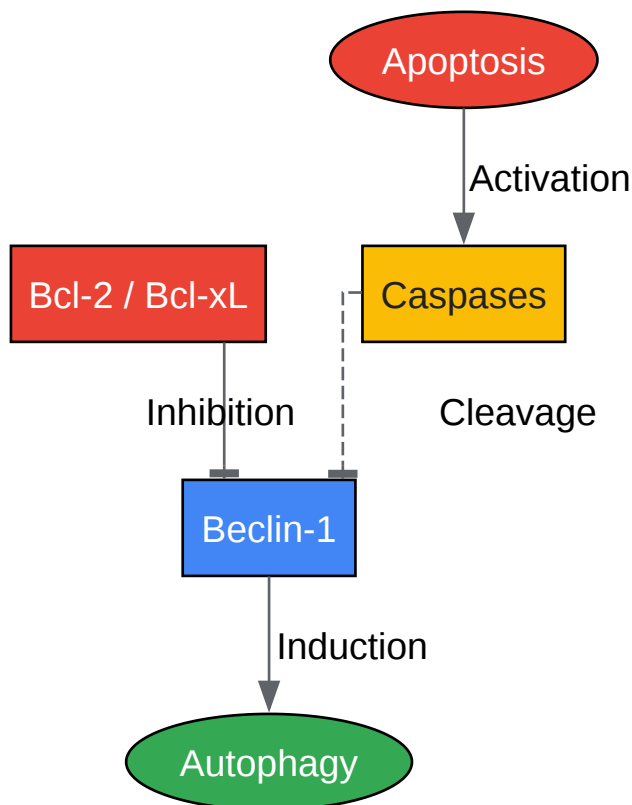 Apoptosis
Activation
Bcl-2 / Bcl-xL
Caspases
Inhibition
Cleavage
Beclin-1
Induction
Autophagy